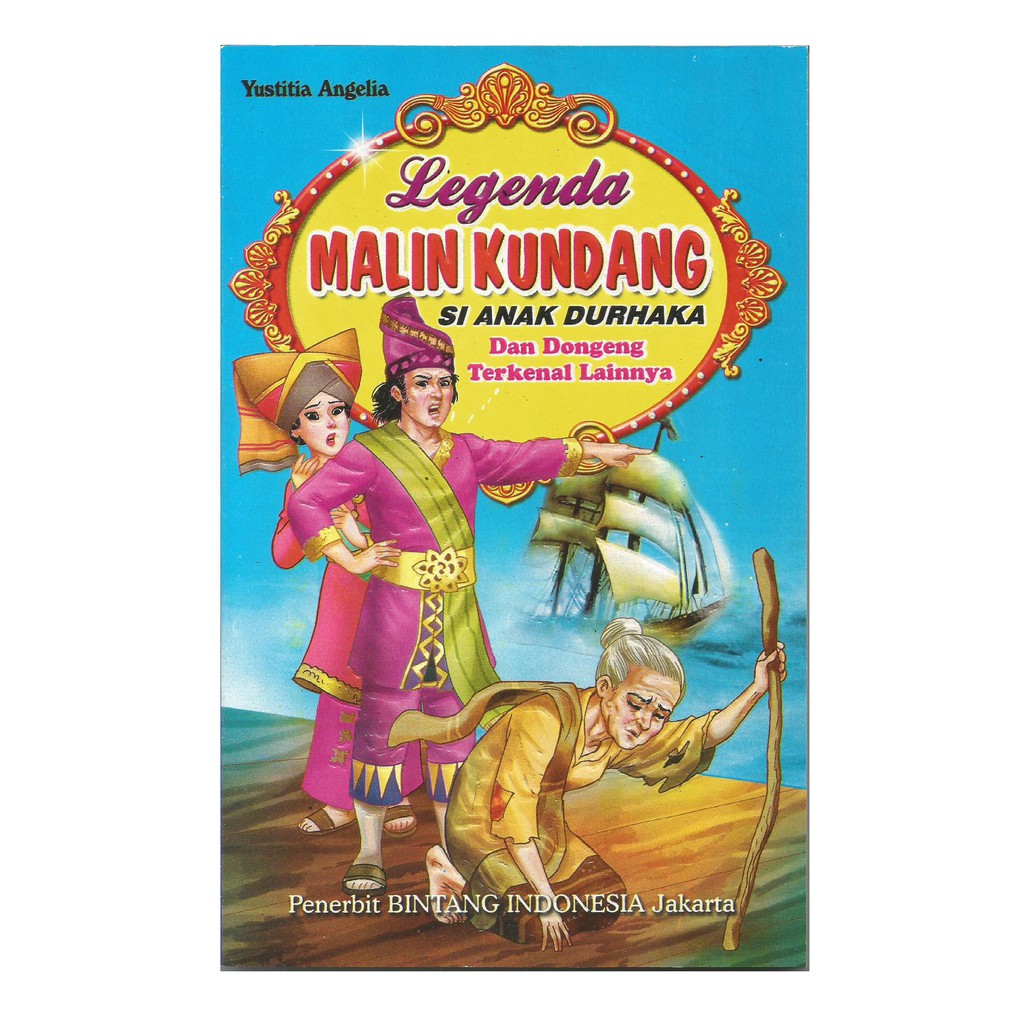 Yustitia Angelia
Legenda
MALIN KUNDANG
SI ANAK DURHAKA
Dan Dongeng
Terkenal Lainnya
Penerbit BINTANG INDONESIA Jakarta